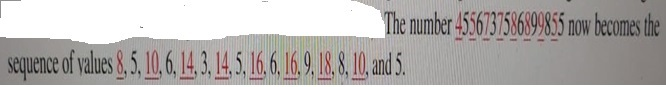 The number 4556737586899855 now becomes the
sequence of values 8, 5, 10, 6, 14, 3, 14, 5, 16, 6, 16, 9, 18, 8, 10, and 5.